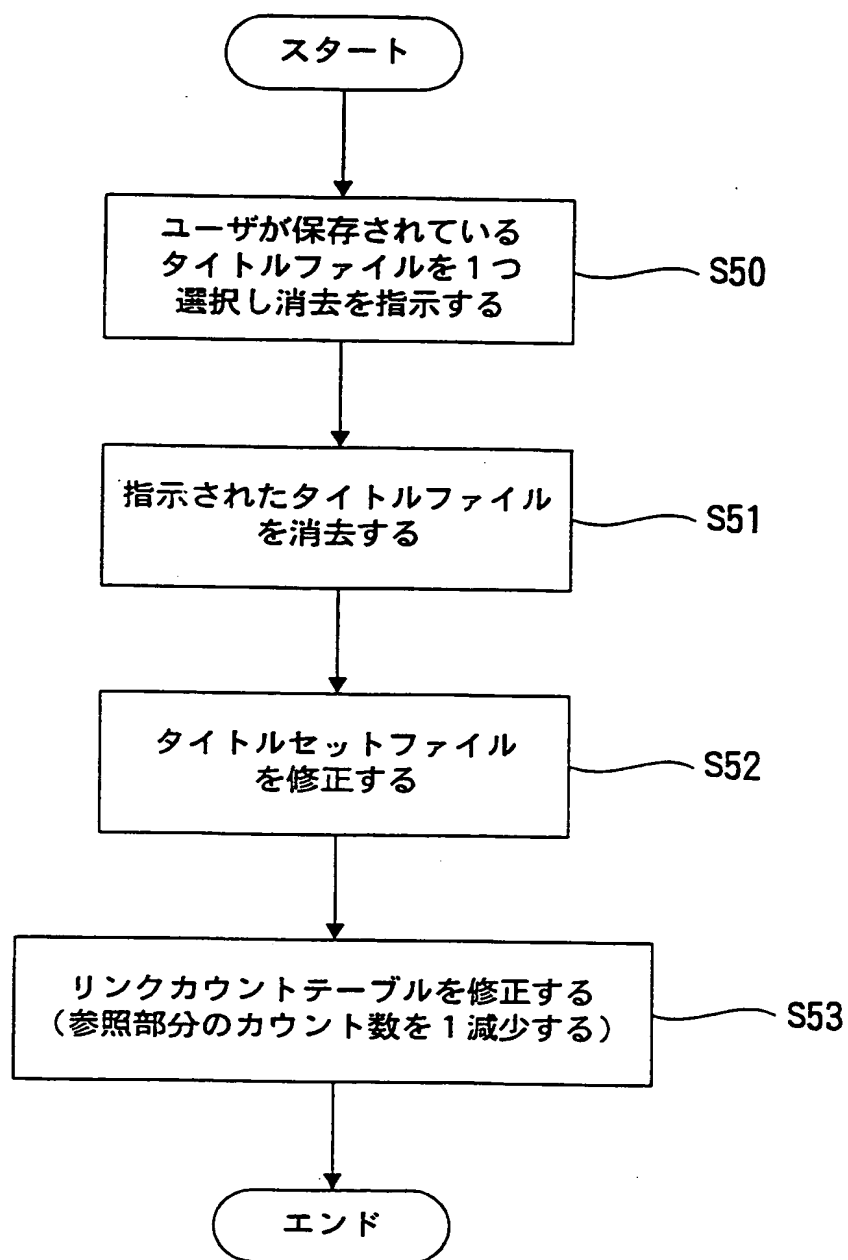 スタート
ユーザが保存されている
タイトルファイルを1つ
選択し消去を指示する
S50
指示されたタイトルファイル
を消去する
S51
タイトルセットファイル
を修正する
S52
リンクカウントテーブルを修正する
(参照部分のカウント数を1減少する)
S53
エンド